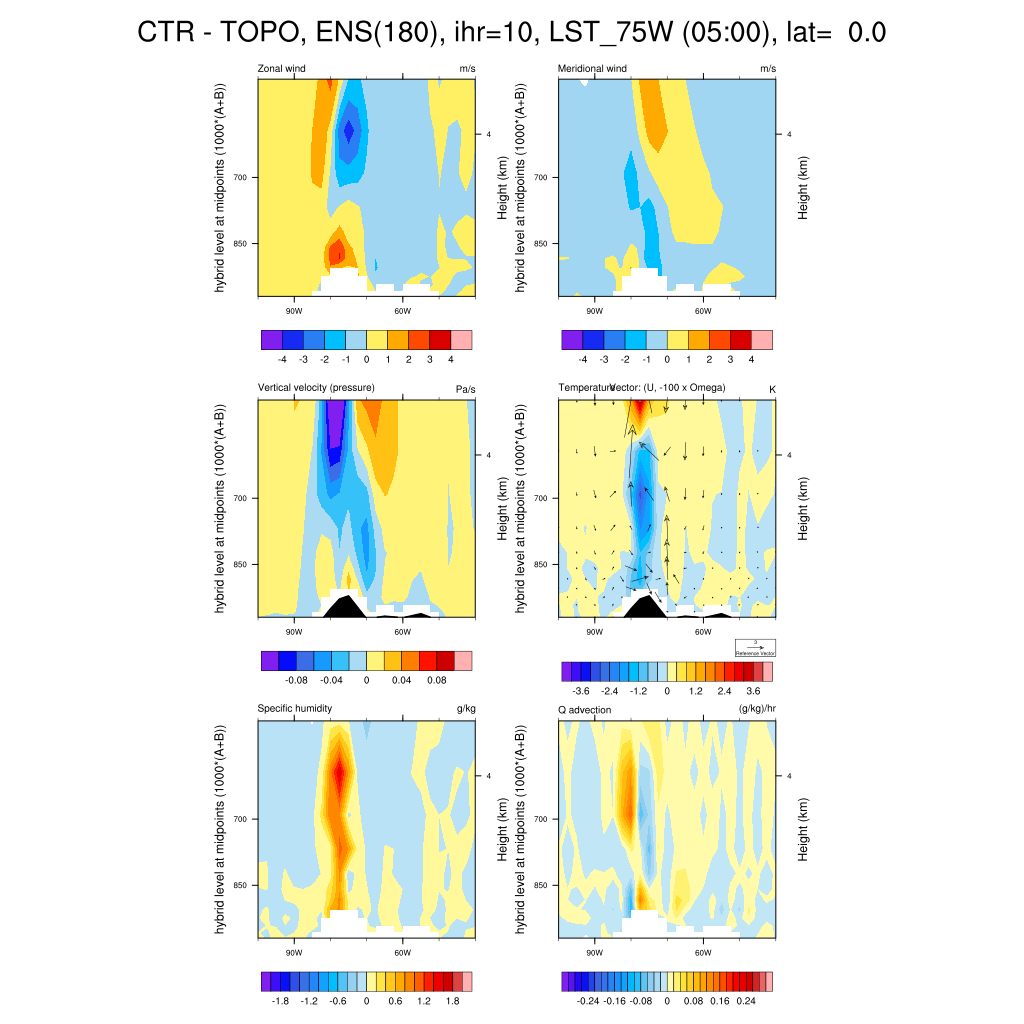 CTR - TOPO, ENS(180), ihr=10, LST_75W (05:00), lat=  0.0
Zonal wind m/s
hybrid level at midpoints (1000*(A+B))
700
850
4
Height (km)
90W 60W
-4 -3 -2 -1 0 1 2 3 4
Meridional wind m/s
hybrid level at midpoints (1000*(A+B))
700
850
4
Height (km)
90W 60W
-4 -3 -2 -1 0 1 2 3 4
Vertical velocity (pressure) Pa/s
hybrid level at midpoints (1000*(A+B))
700
850
4
Height (km)
90W 60W
-0.08 -0.04 0 0.04 0.08
Temperature Vector: (U, -100 x Omega) K
hybrid level at midpoints (1000*(A+B))
700
850
4
Height (km)
90W 60W
3
Reference Vector
-3.6 -2.4 -1.2 0 1.2 2.4 3.6
Specific humidity g/kg
hybrid level at midpoints (1000*(A+B))
700
850
4
Height (km)
90W 60W
-1.8 -1.2 -0.6 0 0.6 1.2 1.8
Q advection (g/kg)/hr
hybrid level at midpoints (1000*(A+B))
700
850
4
Height (km)
90W 60W
-0.24 -0.16 -0.08 0 0.08 0.16 0.24